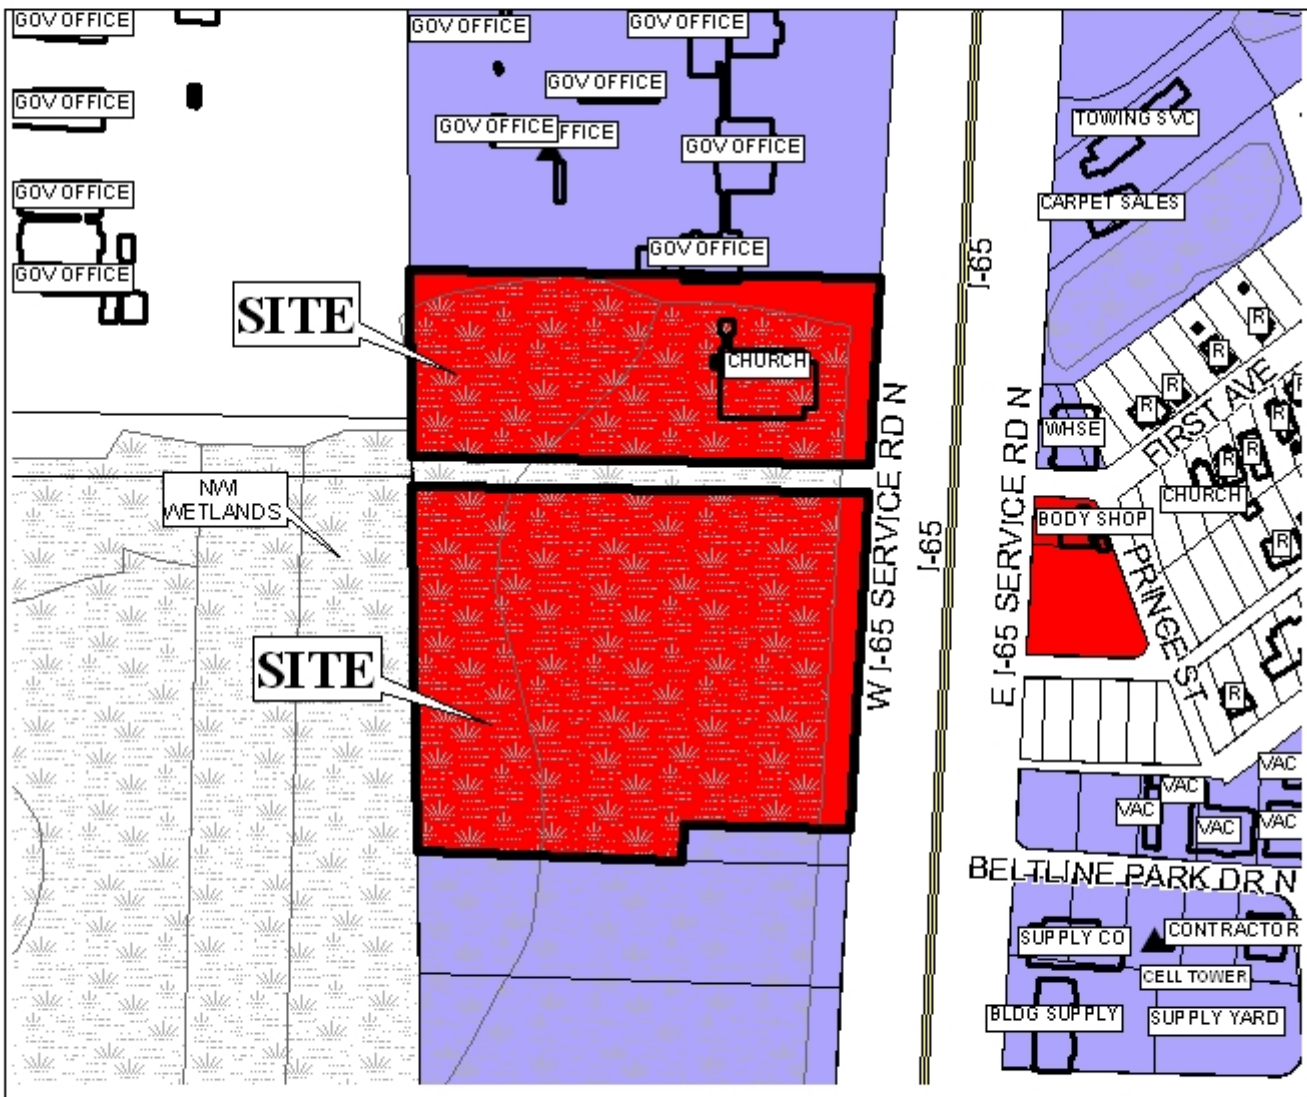 GOV OFFICE
GOV OFFICE
GOV OFFICE
GOV OFFICE
GOV OFFICE
GOV OFFICE
GOV OFFICE
GOV OFFICE
FFICE
GOV OFFICE
GOV OFFICE
TOWING SVC
CARPET SALES
I-65
SITE
CHURCH
W I-65 SERVICE RD N
I-65
E I-65 SERVICE RD N
R
R
R
R
R
FIRST AVE
WHSE
R
R
R
CHURCH
BODY SHOP
R
PRINCE ST
NWI
WETLANDS
SITE
R
VAC
VAC
VAC
VAC
VAC
BELTLINE PARK DR N
SUPPLY CO
CONTRACTOR
CELL TOWER
BLDG SUPPLY
SUPPLY YARD